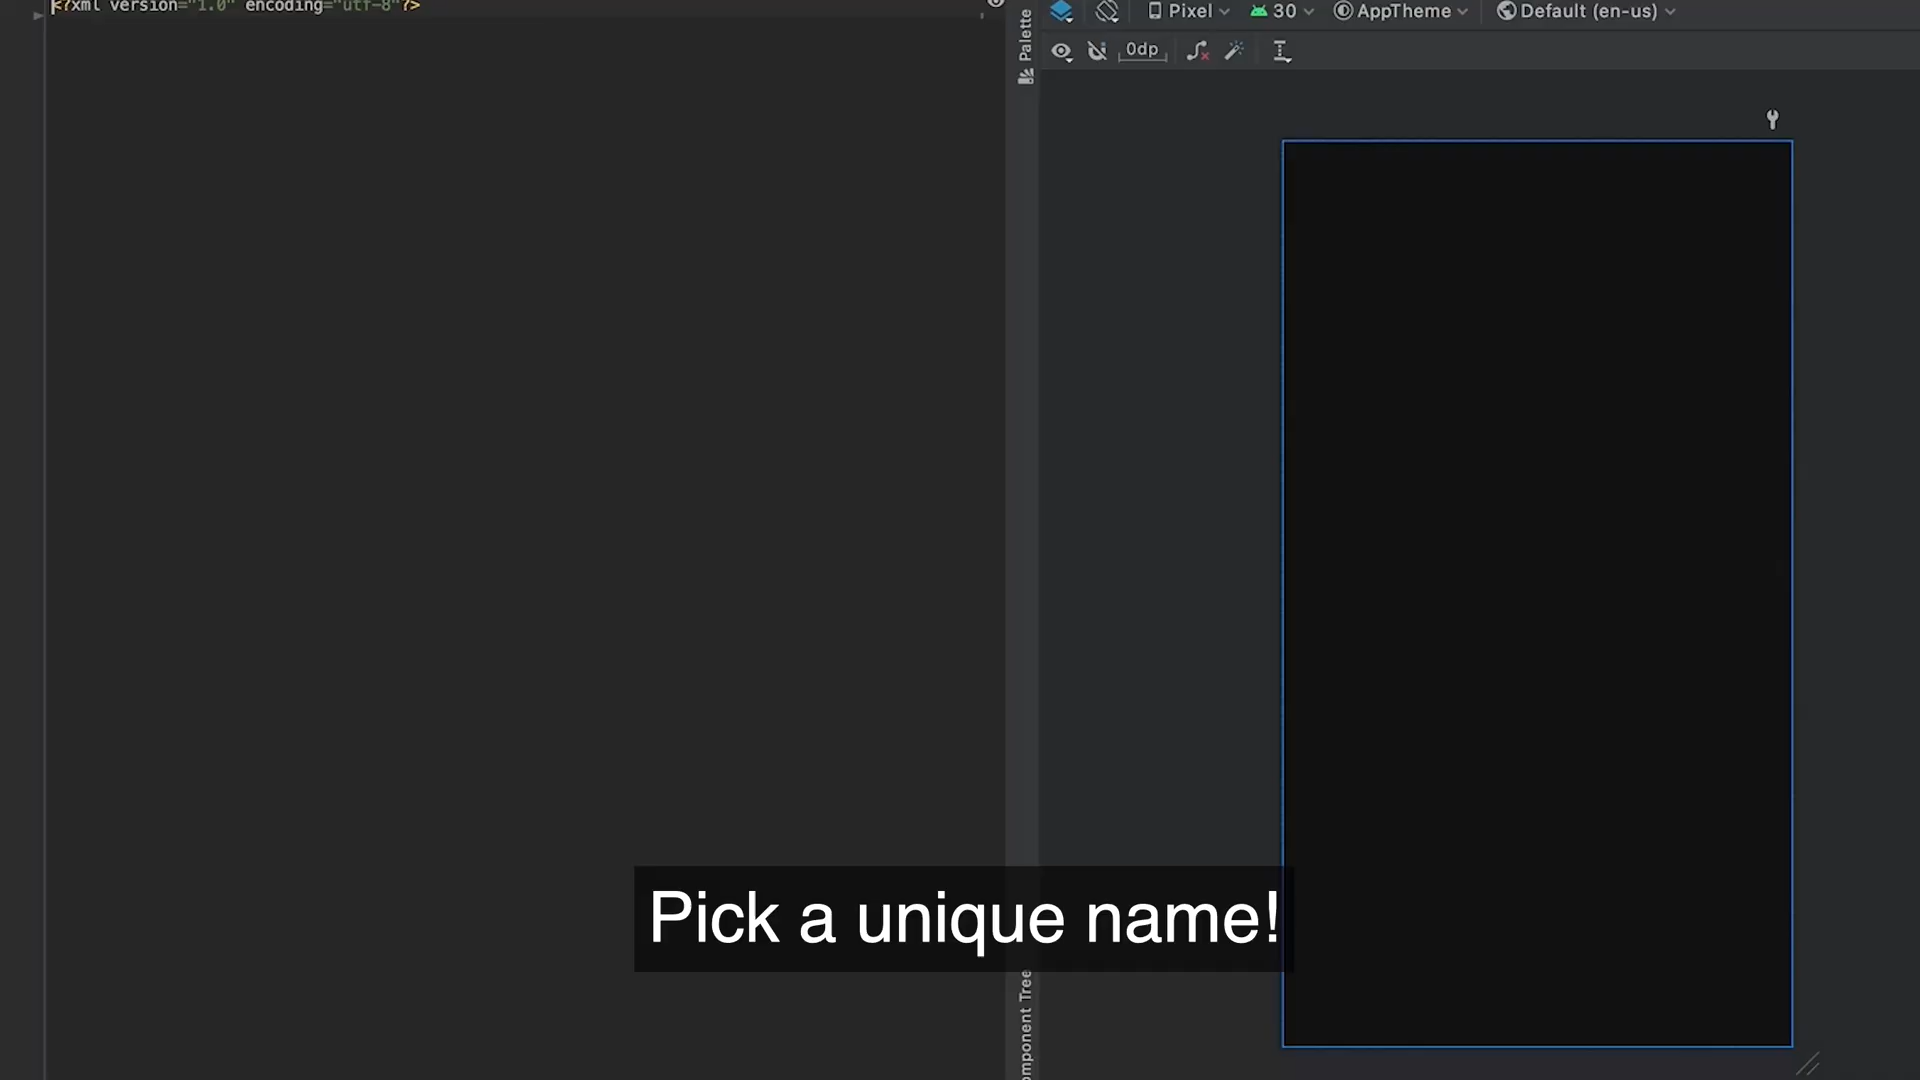 <?xml version="1.0" encoding="utf-8"?>
Palette
Pixel
30
AppTheme
Default (en-us)
0dp
Pick a unique name!
omponent Tree